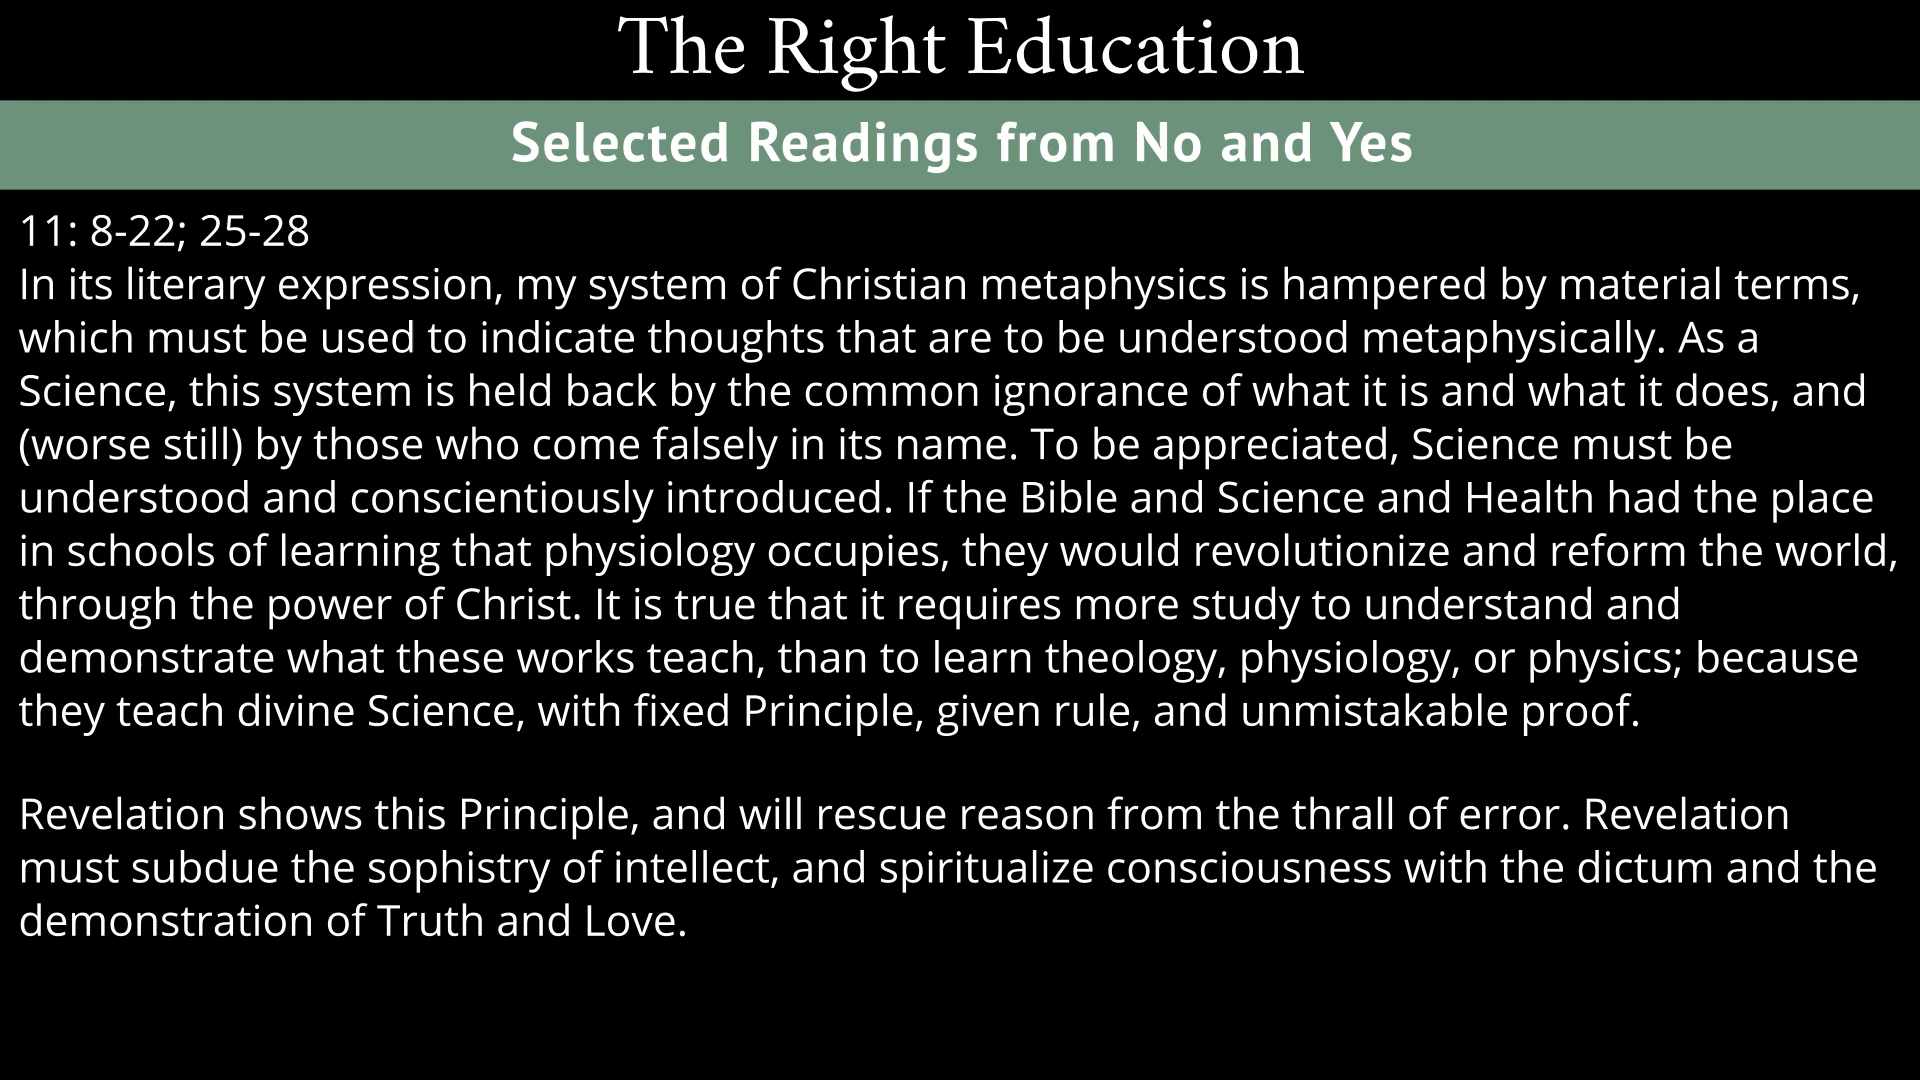 The Right Education
Selected Readings from No and Yes
11: 8-22; 25-28
In its literary expression, my system of Christian metaphysics is hampered by material terms,
which must be used to indicate thoughts that are to be understood metaphysically. As a
Science, this system is held back by the common ignorance of what it is and what it does, and
(worse still) by those who come falsely in its name. To be appreciated, Science must be
understood and conscientiously introduced. If the Bible and Science and Health had the place
in schools of learning that physiology occupies, they would revolutionize and reform the world,
through the power of Christ. It is true that it requires more study to understand and
demonstrate what these works teach, than to learn theology, physiology, or physics; because
they teach divine Science, with fixed Principle, given rule, and unmistakable proof.
Revelation shows this Principle, and will rescue reason from the thrall of error. Revelation
must subdue the sophistry of intellect, and spiritualize consciousness with the dictum and the
demonstration of Truth and Love.